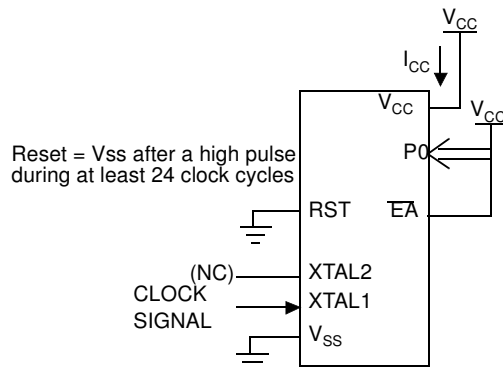 VCC
ICC
VCC
VCC
P0
Reset = Vss after a high pulse
during at least 24 clock cycles
RST
EA
(NC)
XTAL2
CLOCK
SIGNAL
XTAL1
VSS